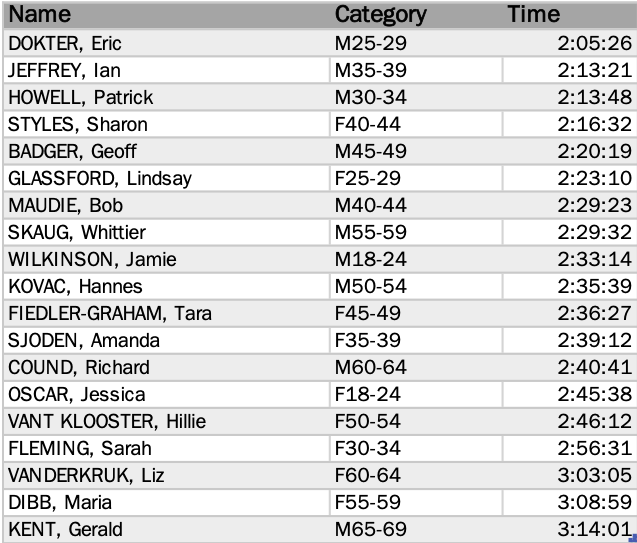 Name Category Time
DOKTER, Eric M25-29 2:05:26
JEFFREY, Ian M35-39 2:13:21
HOWELL, Patrick M30-34 2:13:48
STYLES, Sharon F40-44 2:16:32
BADGER, Geoff M45-49 2:20:19
GLASSFORD, Lindsay F25-29 2:23:10
MAUDIE, Bob M40-44 2:29:23
SKAUG, Whittier M55-59 2:29:32
WILKINSON, Jamie M18-24 2:33:14
KOVAC, Hannes M50-54 2:35:39
FIEDLER-GRAHAM, Tara F45-49 2:36:27
SJODEN, Amanda F35-39 2:39:12
COUND, Richard M60-64 2:40:41
OSCAR, Jessica F18-24 2:45:38
VANT KLOOSTER, Hillie F50-54 2:46:12
FLEMING, Sarah F30-34 2:56:31
VANDERKRUK, Liz F60-64 3:03:05
DIBB, Maria F55-59 3:08:59
KENT, Gerald M65-69 3:14:01